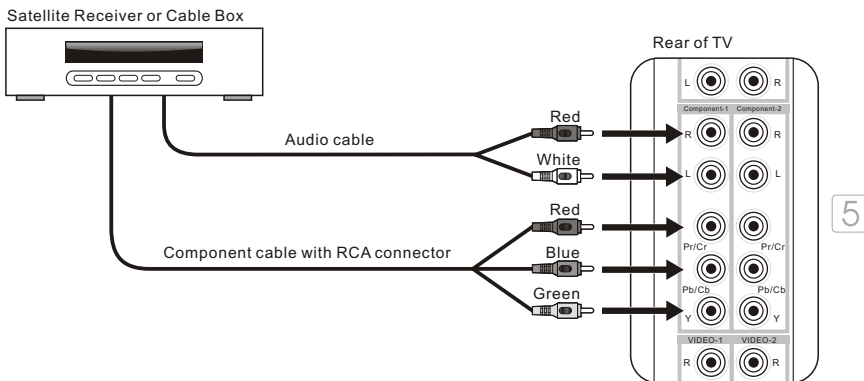 Satellite Receiver or Cable Box
Rear of TV
L R
Component-1 Component-2
Red
R R
Audio cable
White
L L
Red
Pr/Cr Pr/Cr
Component cable with RCA connector
Blue
Pb/Cb Pb/Cb
Green
Y Y
VIDEO-1 VIDEO-2
R R
5